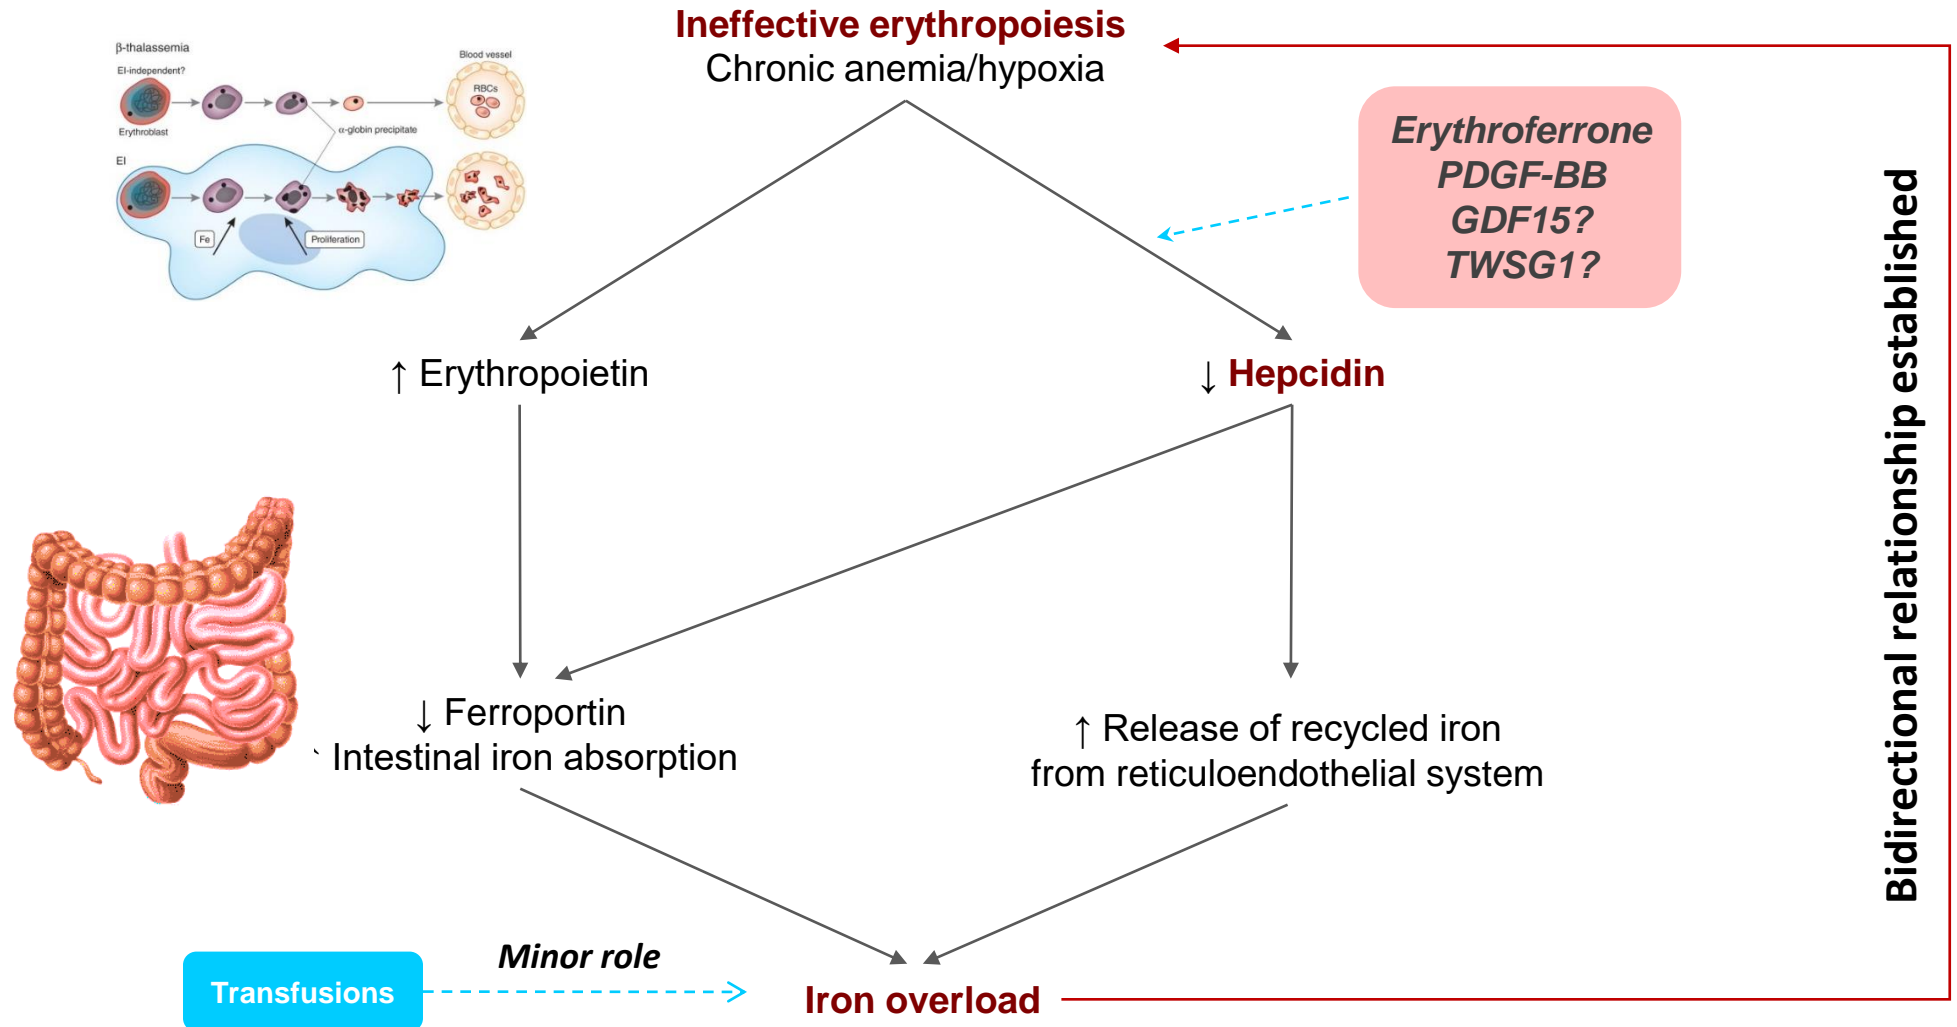 Ineffective erythropoiesis
Chronic anemia/hypoxia
β-thalassemia
EI-independent?
Erythroblast
α-globin precipitate
Blood vessel
RBCs
EI
Fe
Proliferation
Erythroferrone
PDGF-BB
GDF15?
TWSG1?
↑ Erythropoietin
↓ Hepcidin
↓ Ferroportin
Intestinal iron absorption
↑ Release of recycled iron
from reticuloendothelial system
Transfusions
Minor role
Iron overload
Bidirectional relationship established